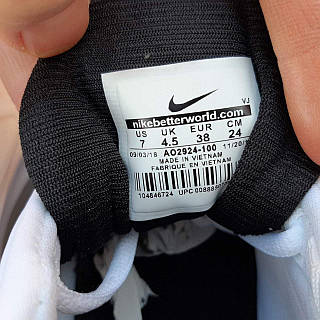 VJ
nikebetterworld.com
US UK EUR CM
7 4.5 38 24
09/03/18 AO2924-100
MADE IN VIETNAM
FABRIQUE EN VIETNAM
104646724